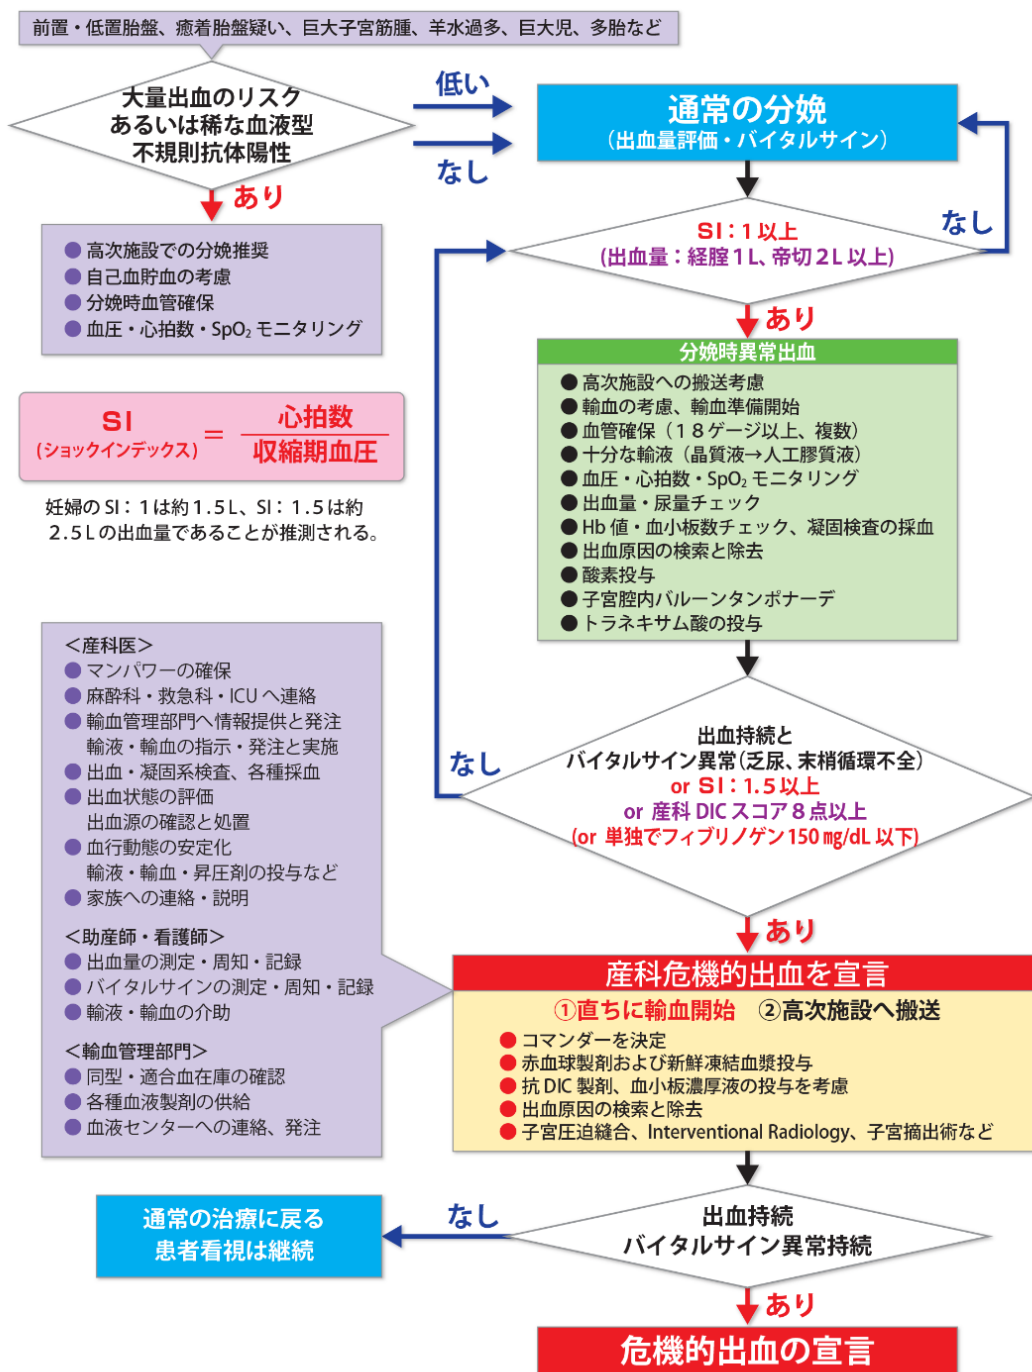 前置・低置胎盤、癒着胎盤疑い、巨大子宮筋腫、羊水過多、巨大児、多胎など
大量出血のリスク
あるいは稀な血液型
不規則抗体陽性
低い
なし
あり
通常の分娩
（出血量評価・バイタルサイン）
●高次施設での分娩推奨
●自己血貯血の考慮
●分娩時血管確保
●血圧・心拍数・SpO₂モニタリング
SI：1以上
(出血量：経腟1L、帝切2L以上)
なし
あり
SI
(ショックインデックス)
=
心拍数
収縮期血圧
妊婦のSI：1は約1.5L、SI：1.5は約
2.5Lの出血量であることが推測される。
分娩時異常出血
●高次施設への搬送考慮
●輸血の考慮、輸血準備開始
●血管確保（18ゲージ以上、複数）
●十分な輸液（晶質液→人工膠質液）
●血圧・心拍数・SpO₂モニタリング
●出血量・尿量チェック
●Hb値・血小板数チェック、凝固検査の採血
●出血原因の検索と除去
●酸素投与
●子宮腔内バルーンタンポナーデ
●トラネキサム酸の投与
出血持続と
バイタルサイン異常（乏尿、末梢循環不全）
or SI：1.5以上
or 産科DICスコア8点以上
(or 単独でフィブリノゲン150㎎/dL以下)
なし
あり
＜産科医＞
●マンパワーの確保
●麻酔科・救急科・ICUへ連絡
●輸血管理部門へ情報提供と発注
輸液・輸血の指示・発注と実施
●出血・凝固系検査、各種採血
●出血状態の評価
出血源の確認と処置
●血行動態の安定化
輸液・輸血・昇圧剤の投与など
●家族への連絡・説明
＜助産師・看護師＞
●出血量の測定・周知・記録
●バイタルサインの測定・周知・記録
●輸液・輸血の介助
＜輸血管理部門＞
●同型・適合血在庫の確認
●各種血液製剤の供給
●血液センターへの連絡、発注
産科危機的出血を宣言
①直ちに輸血開始 ②高次施設へ搬送
●コマンダーを決定
●赤血球製剤および新鮮凍結血漿投与
●抗DIC製剤、血小板濃厚液の投与を考慮
●出血原因の検索と除去
●子宮圧迫縫合、Interventional Radiology、子宮摘出術など
出血持続
バイタルサイン異常持続
なし
通常の治療に戻る
患者看視は継続
あり
危機的出血の宣言